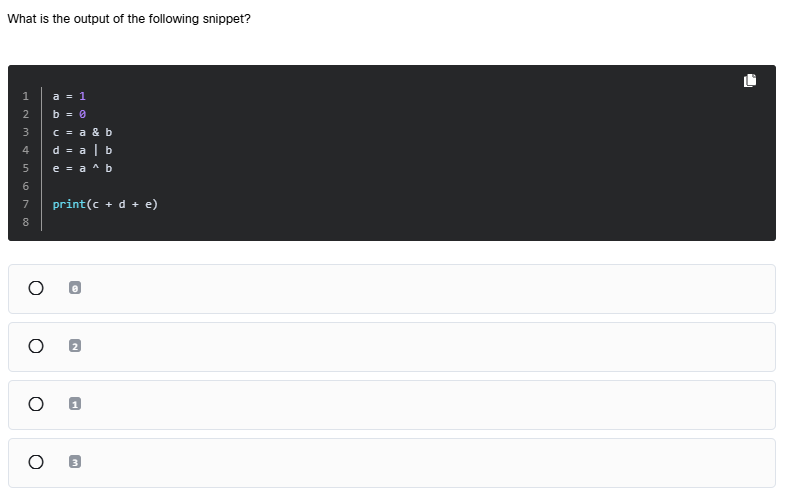 What is the output of the following snippet?
1 a = 1
2 b = 0
3 c = a & b
4 d = a | b
5 e = a ^ b
6
7 print(c + d + e)
8
0
2
1
3